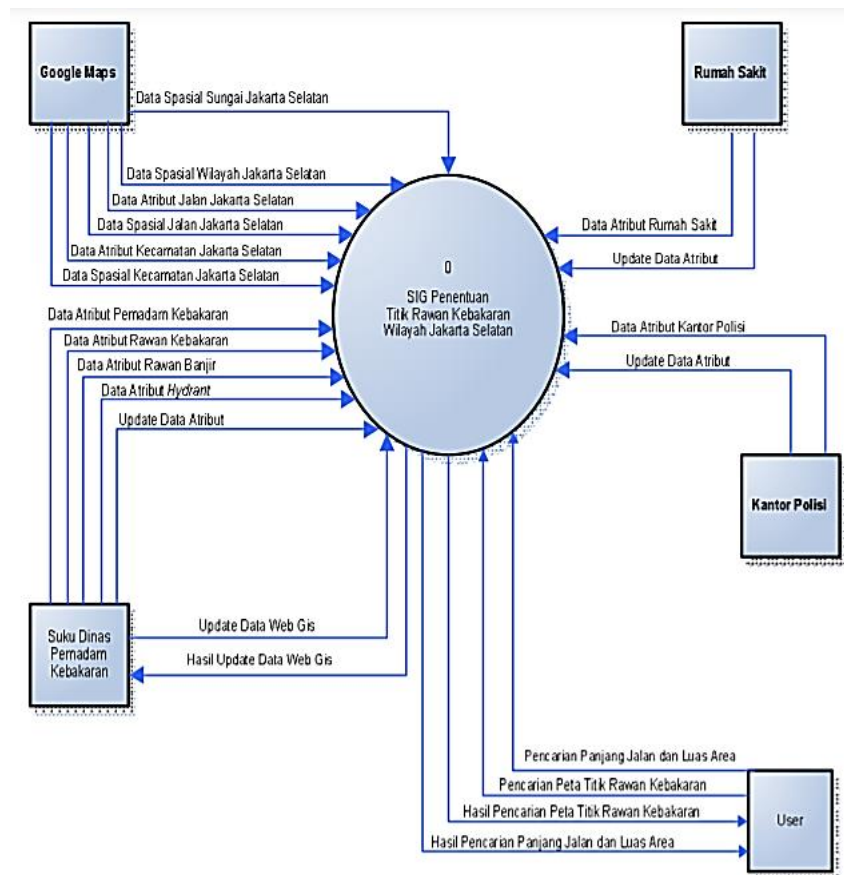 Google Maps
Rumah Sakit
Data Spasial Sungai Jakarta Selatan
Data Spasial Wilayah Jakarta Selatan
Data Atribut Jalan Jakarta Selatan
Data Spasial Jalan Jakarta Selatan
Data Atribut Kecamatan Jakarta Selatan
Data Spasial Kecamatan Jakarta Selatan
Data Atribut Rumah Sakit
Update Data Atribut
0
SIG Penentuan
Titik Rawan Kebakaran
Wilayah Jakarta Selatan
Data Atribut Pemadam Kebakaran
Data Atribut Rawan Kebakaran
Data Atribut Rawan Banjir
Data Atribut Hydrant
Update Data Atribut
Data Atribut Kantor Polisi
Update Data Atribut
Kantor Polisi
Suku Dinas
Pemadam
Kebakaran
Update Data Web Gis
Hasil Update Data Web Gis
Pencarian Panjang Jalan dan Luas Area
Pencarian Peta Titik Rawan Kebakaran
Hasil Pencarian Peta Titik Rawan Kebakaran
Hasil Pencarian Panjang Jalan dan Luas Area
User